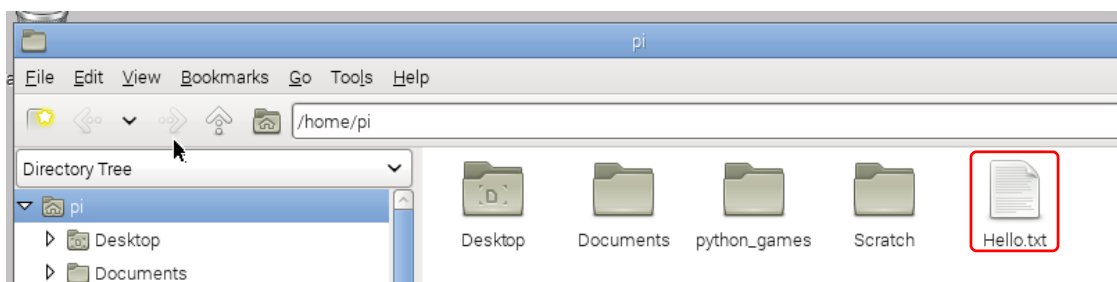 pi
File Edit View Bookmarks Go Tools Help
/home/pi
Directory Tree
pi
Desktop
Documents
Desktop Documents python_games Scratch Hello.txt